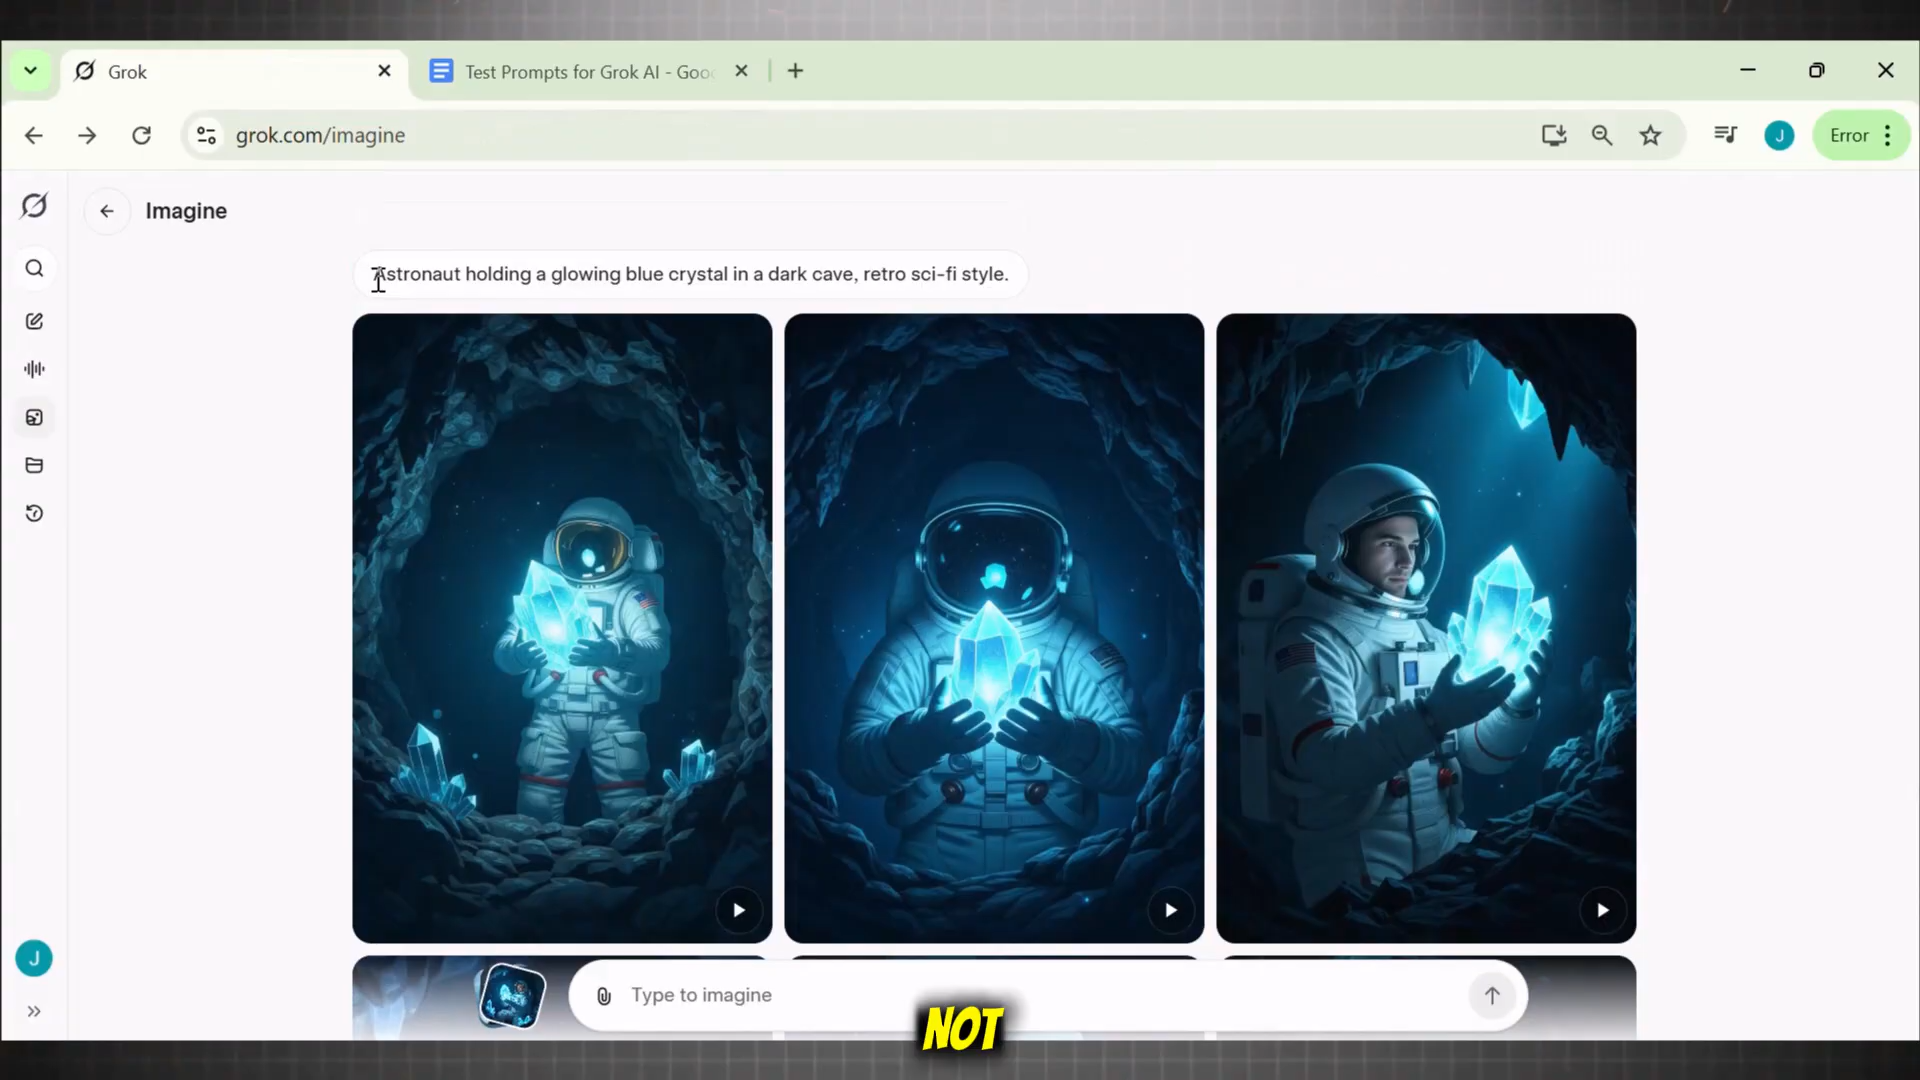 Grok
Test Prompts for Grok AI - Goo
grok.com/imagine
J
Error
Imagine
Astronaut holding a glowing blue crystal in a dark cave, retro sci-fi style.
J
Type to imagine
NOT